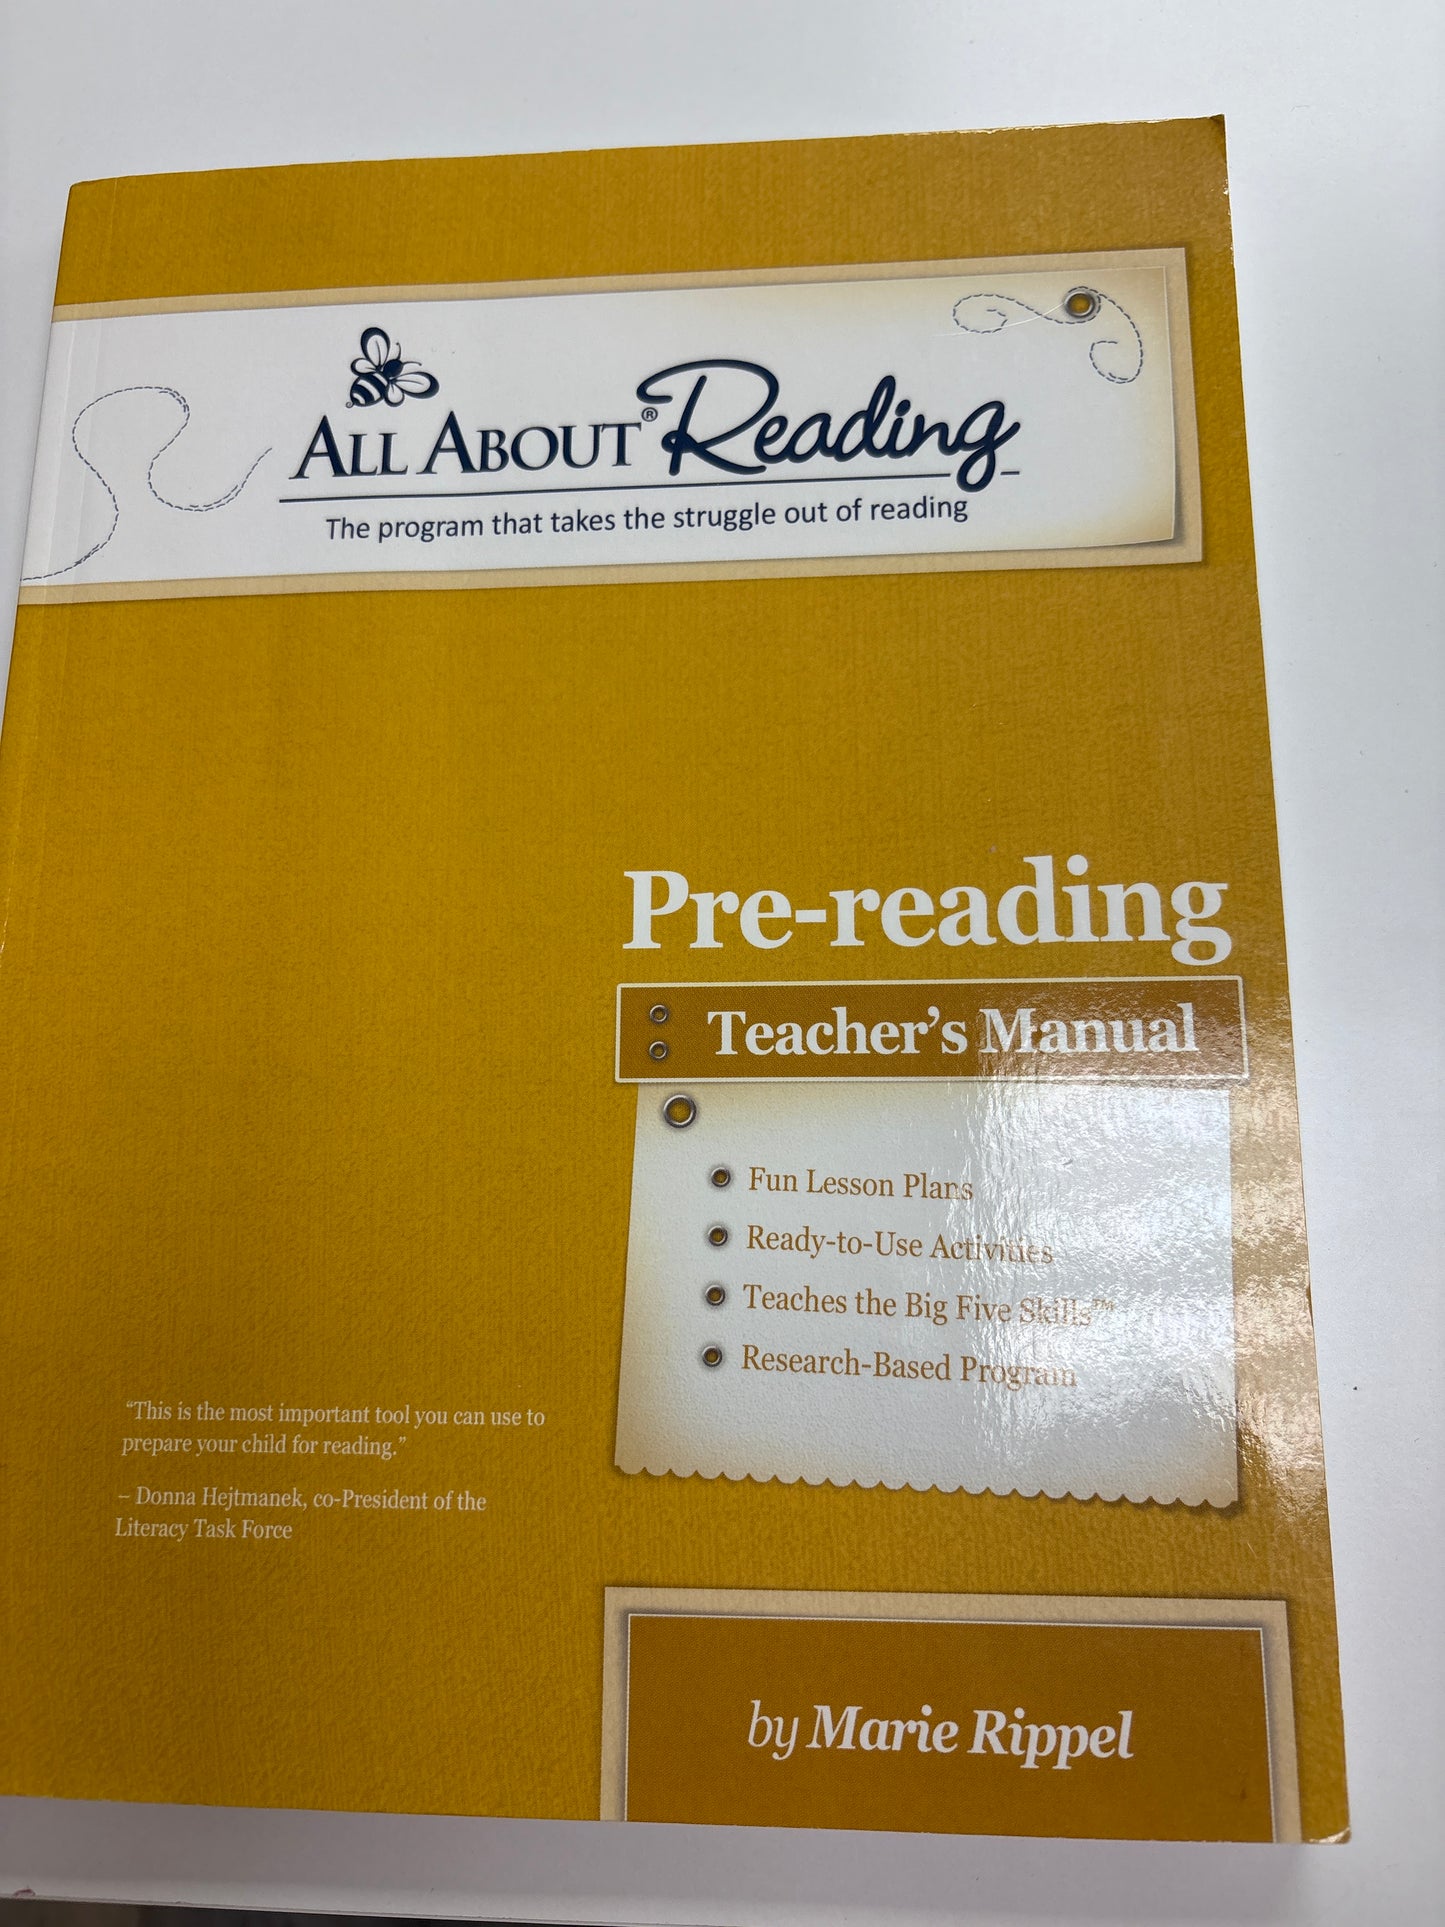 ALL ABOUT® Reading
The program that takes the struggle out of reading
Pre-reading
Teacher’s Manual
Fun Lesson Plans
Ready-to-Use Activities
Teaches the Big Five Skills™
Research-Based Program
“This is the most important tool you can use to
prepare your child for reading.”
– Donna Hejtmanek, co-President of the
Literacy Task Force
by Marie Rippel